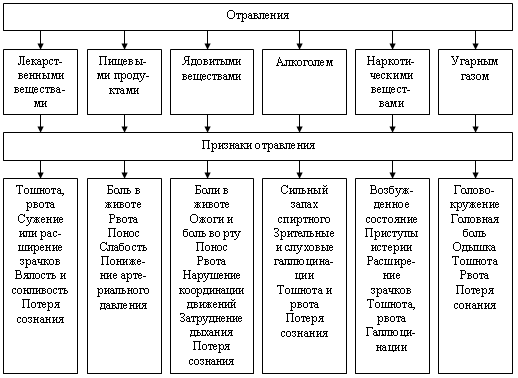 Отравления
Лекарст-
венными
вещества-
ми
Пищевы-
ми проду-
ктами
Ядовитыми
веществами
Алкоголем
Наркоти-
ческими
вещест-
вами
Угарным
газом
Признаки отравления
Тошнота,
рвота
Сужение
или рас-
ширение
зрачков
Вялость и
сонливость
Потеря
сознания
Боль в
животе
Рвота
Понос
Слабость
Пониже-
ние арте-
риального
давления
Боли в
животе
Ожоги и
боль во рту
Понос
Рвота
Нарушение
координации
движений
Затруднение
дыхания
Потеря
сознания
Сильный
запах
спиртного
Зрительные
и слуховые
галлюцина-
ции
Тошнота и
рвота
Потеря
сознания
Возбуж-
денное
состояние
Приступы
истерии
Расшире-
ние
зрачков
Тошнота,
рвота
Галлюци-
нации
Голово-
кружение
Головная
боль
Одышка
Тошнота
Рвота
Потеря
сонания